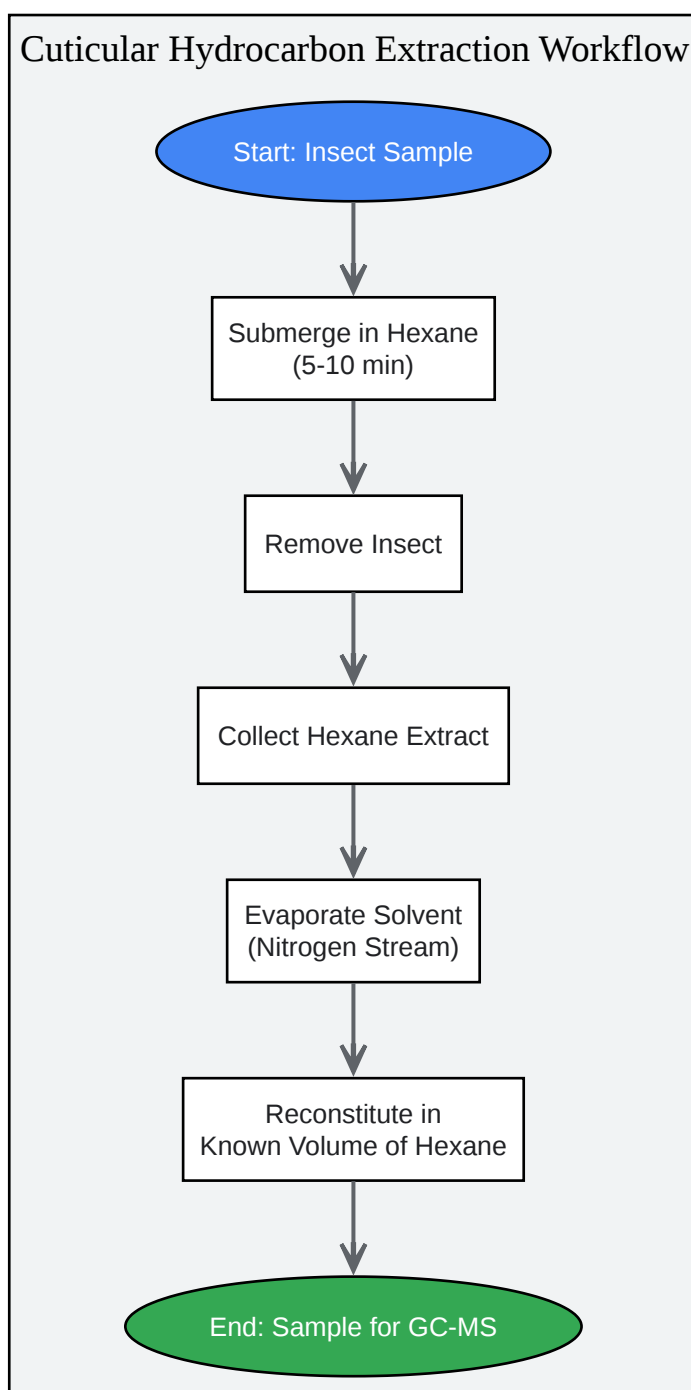 Cuticular Hydrocarbon Extraction Workflow
Start: Insect Sample
Submerge in Hexane
(5-10 min)
Remove Insect
Collect Hexane Extract
Evaporate Solvent
(Nitrogen Stream)
Reconstitute in
Known Volume of Hexane
End: Sample for GC-MS